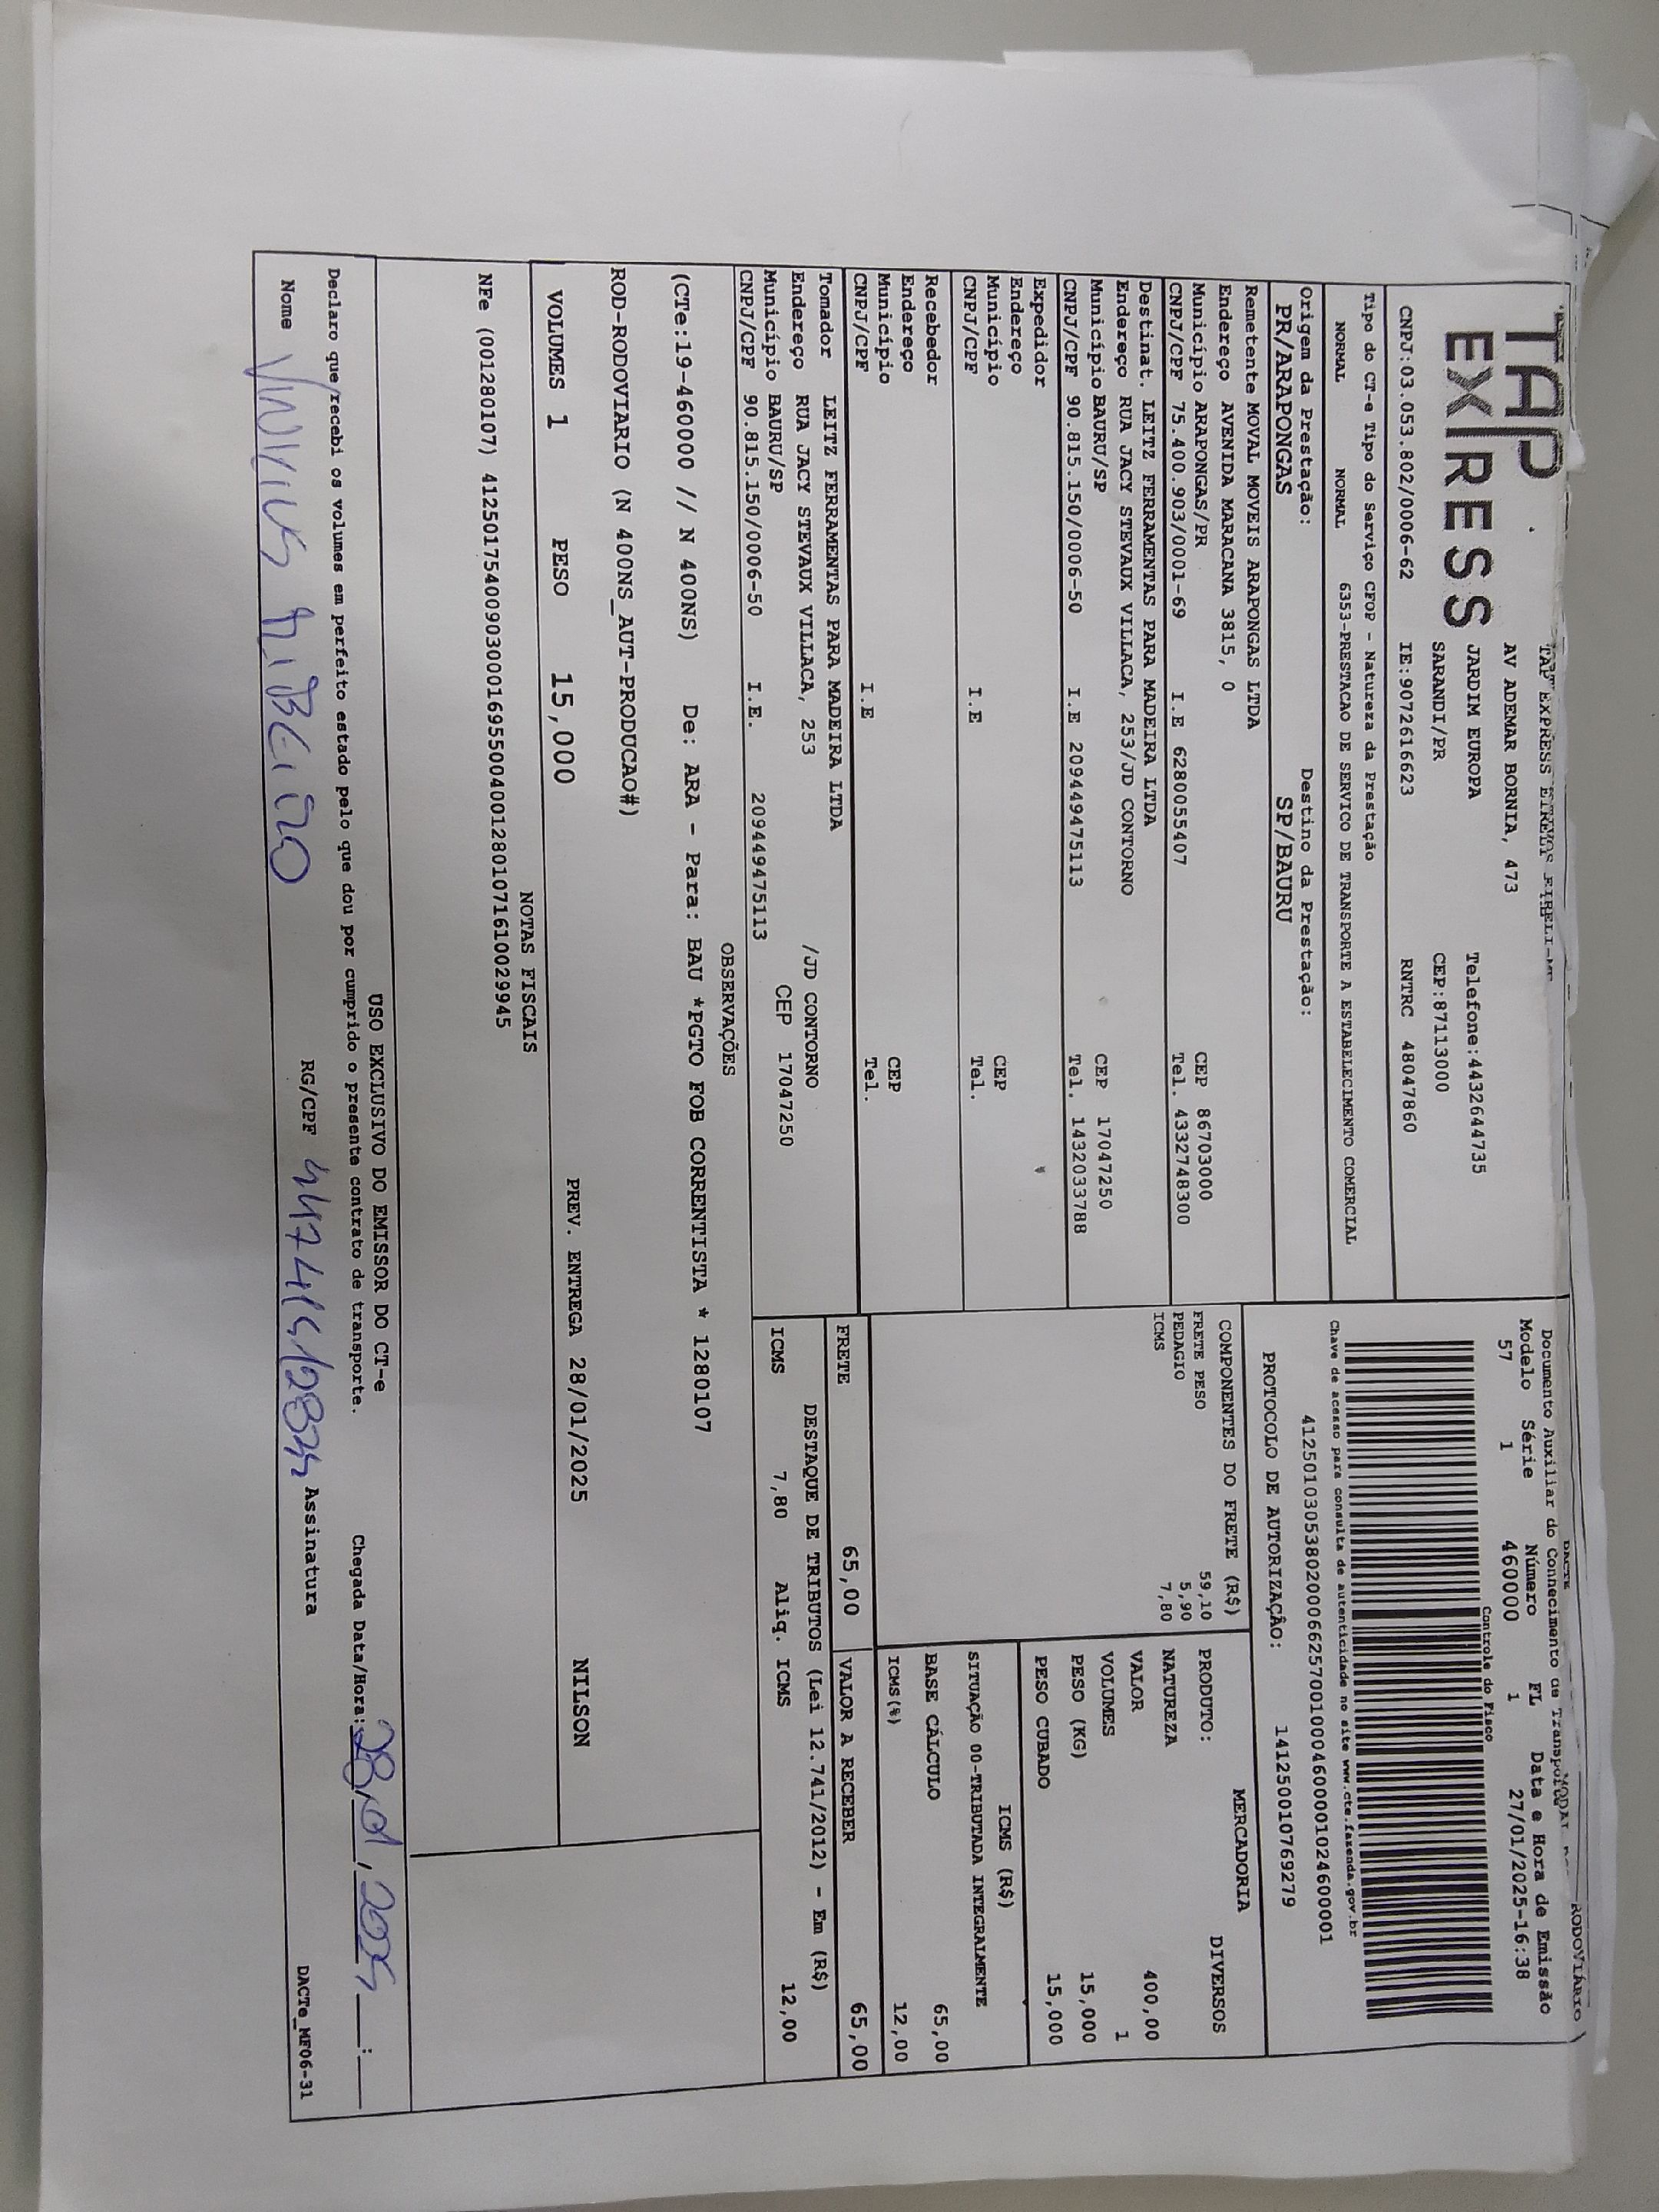 TAP
EXPRESS
TAP EXPRESS
AV ADEMAR BORNIA, 473
JARDIM EUROPA Telefone:4432644735
SARANDI/PR CEP:87113000
CNPJ:03.053.802/0006-62 IE:9072616623 RNTRC 48047860
Tipo do CT-e Tipo do Serviço CFOP - Natureza da Prestação
NORMAL NORMAL 6353-PRESTACAO DE SERVICO DE TRANSPORTE A ESTABELECIMENTO COMERCIAL
Origem da Prestação: Destino da Prestação:
PR/ARAPONGAS SP/BAURU
Remetente MOVAL MOVEIS ARAPONGAS LTDA
Endereço AVENIDA MARACANA 3815, 0
Município ARAPONGAS/PR CEP 86703000
CNPJ/CPF 75.400.903/0001-69 I.E 6280055407 Tel. 4332748300
Destinat. LEITZ FERRAMENTAS PARA MADEIRA LTDA
Endereço RUA JACY STEVAUX VILLACA, 253/JD CONTORNO
Município BAURU/SP CEP 17047250
CNPJ/CPF 90.815.150/0006-50 I.E 209449475113 Tel. 1432033788
Expedidor
Endereço
Município CEP
CNPJ/CPF I.E Tel.
Recebedor
Endereço
Município CEP
CNPJ/CPF I.E Tel.
Tomador LEITZ FERRAMENTAS PARA MADEIRA LTDA
Endereço RUA JACY STEVAUX VILLACA, 253 /JD CONTORNO
Município BAURU/SP CEP 17047250
CNPJ/CPF 90.815.150/0006-50 I.E. 209449475113
DACTE MODAL RODOVIÁRIO
Documento Auxiliar do Conhecimento de Transporte
Modelo Série Número FL Data e Hora de Emissão
57 1 460000 1 27/01/2025-16:38
Controle do Fisco
Chave de acesso para consulta de autenticidade no site www.cte.fazenda.gov.br
41250103053802000662570010004600001024600001
PROTOCOLO DE AUTORIZAÇÃO: 141250010769279
COMPONENTES DO FRETE (R$)
FRETE PESO 59,10
PEDAGIO 5,90
ICMS 7,80
MERCADORIA
PRODUTO: DIVERSOS
NATUREZA
VALOR 400,00
VOLUMES 1
PESO (KG) 15,000
PESO CUBADO 15,000
ICMS (R$)
SITUAÇÃO 00-TRIBUTADA INTEGRALMENTE
BASE CÁLCULO 65,00
ICMS(%) 12,00
FRETE 65,00 VALOR A RECEBER 65,00
DESTAQUE DE TRIBUTOS (Lei 12.741/2012) - Em (R$)
ICMS 7,80 Aliq. ICMS 12,00
OBSERVAÇÕES
(CTe:19-460000 // N 400NS) De: ARA - Para: BAU *PGTO FOB CORRENTISTA * 1280107
ROD-RODOVIARIO (N 400NS_AUT-PRODUCAO#)
VOLUMES 1 PESO 15,000 PREV. ENTREGA 28/01/2025 NILSON
NOTAS FISCAIS
NFe (001280107) 41250175400903000169550040012801071610029945
USO EXCLUSIVO DO EMISSOR DO CT-e
Declaro que recebi os volumes em perfeito estado pelo que dou por cumprido o presente contrato de transporte. Chegada Data/Hora:
Nome VINICIUS RIBEIRO RG/CPF Assinatura
DACTe_MF06-31